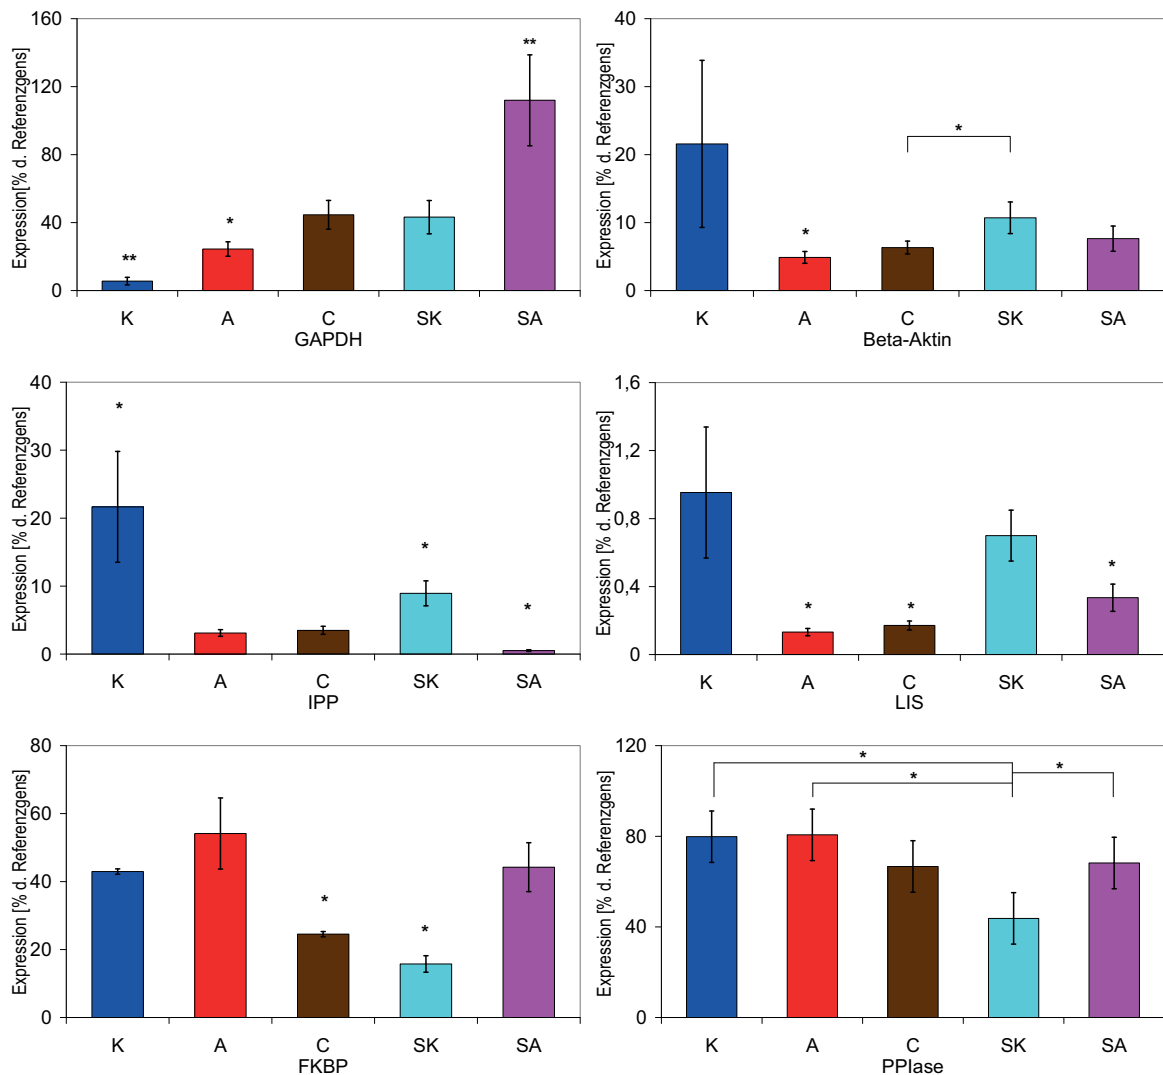 Expression[% d. Referenzgens]
160
120
80
40
0
**
*
**
K A C SK SA
GAPDH
Expression [% d. Referenzgens]
40
30
20
10
0
*
*
K A C SK SA
Beta-Aktin
Expression [% d. Referenzgens]
40
30
20
10
0
*
*
*
K A C SK SA
IPP
Expression [% d. Referenzgens]
1,6
1,2
0,8
0,4
0
*
*
*
K A C SK SA
LIS
Expression [% d. Referenzgens]
80
60
40
20
0
*
*
K A C SK SA
FKBP
Expression [% d. Referenzgens]
120
80
40
0
*
*
*
K A C SK SA
PPIase